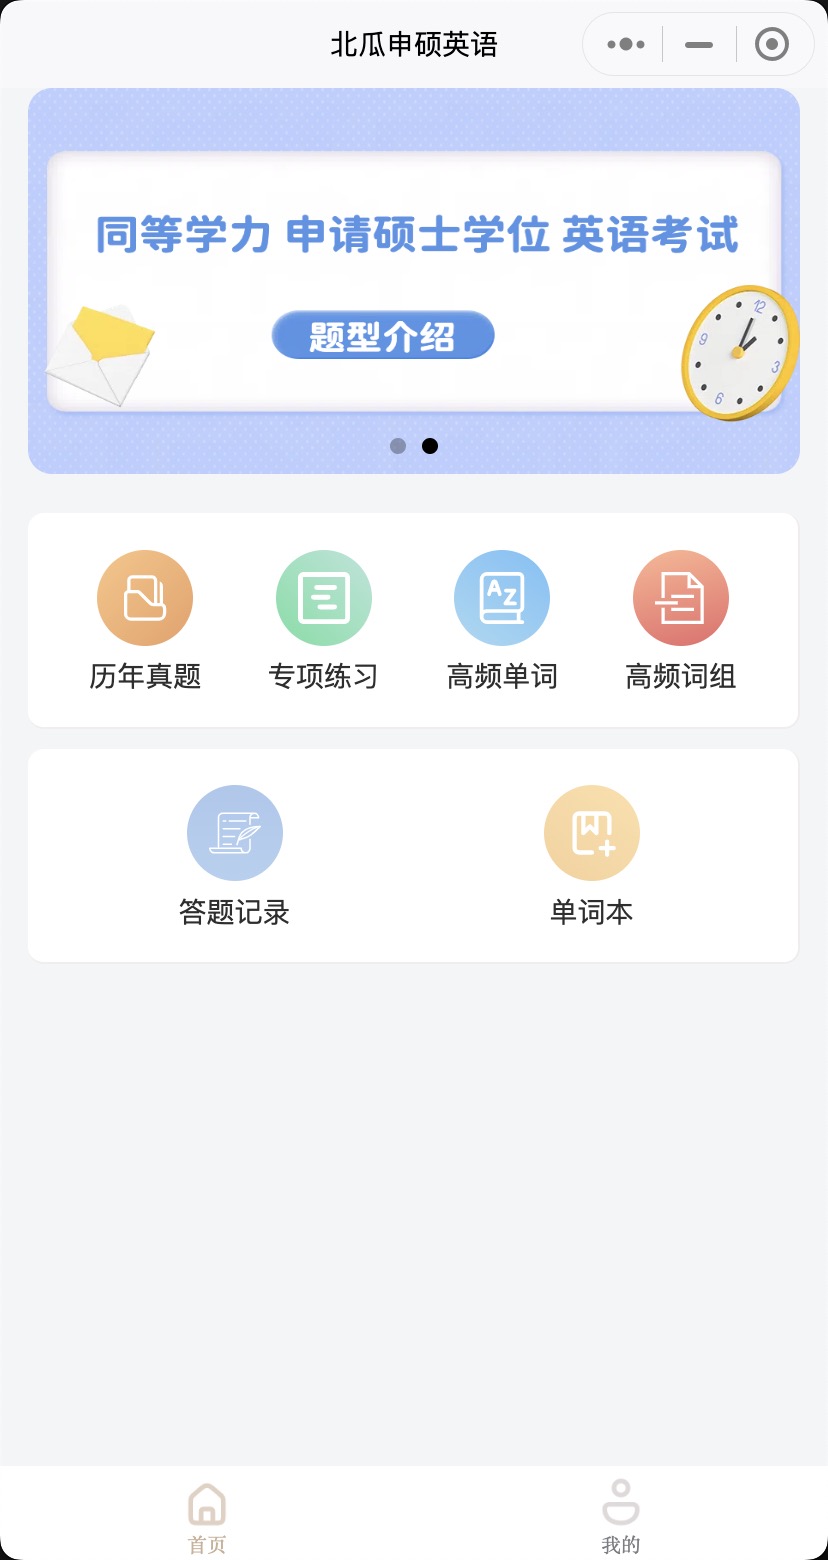 北瓜申硕英语
同等学力 申请硕士学位 英语考试
题型介绍
12
9
3
6
AZ
历年真题 专项练习 高频单词 高频词组
答题记录 单词本
首页 我的